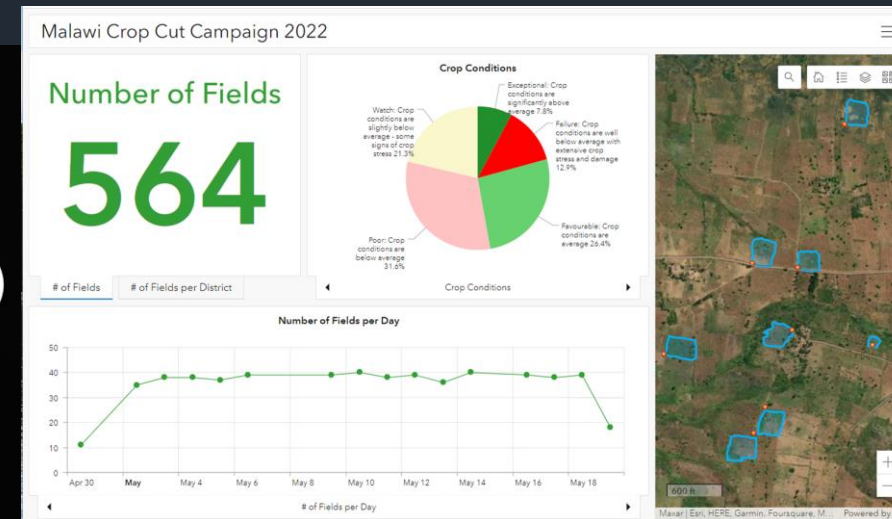 Malawi Crop Cut Campaign 2022
Number of Fields
564
# of Fields
# of Fields per District
Crop Conditions
Exceptional: Crop
conditions are
significantly above
average 7.8%
Failure: Crop
conditions are well
below average with
extensive crop
stress and damage
12.9%
Favourable: Crop
conditions are
average 26.4%
Poor: Crop
conditions are
below average
31.6%
Watch: Crop
conditions are
slightly below
average - some
signs of crop
stress 21.3%
Crop Conditions
Number of Fields per Day
50
40
30
20
10
0
Apr 30
May
May 4
May 6
May 8
May 10
May 12
May 14
May 16
May 18
# of Fields per Day
600 ft
Maxar | Esri, HERE, Garmin, Foursquare, M... Powered by